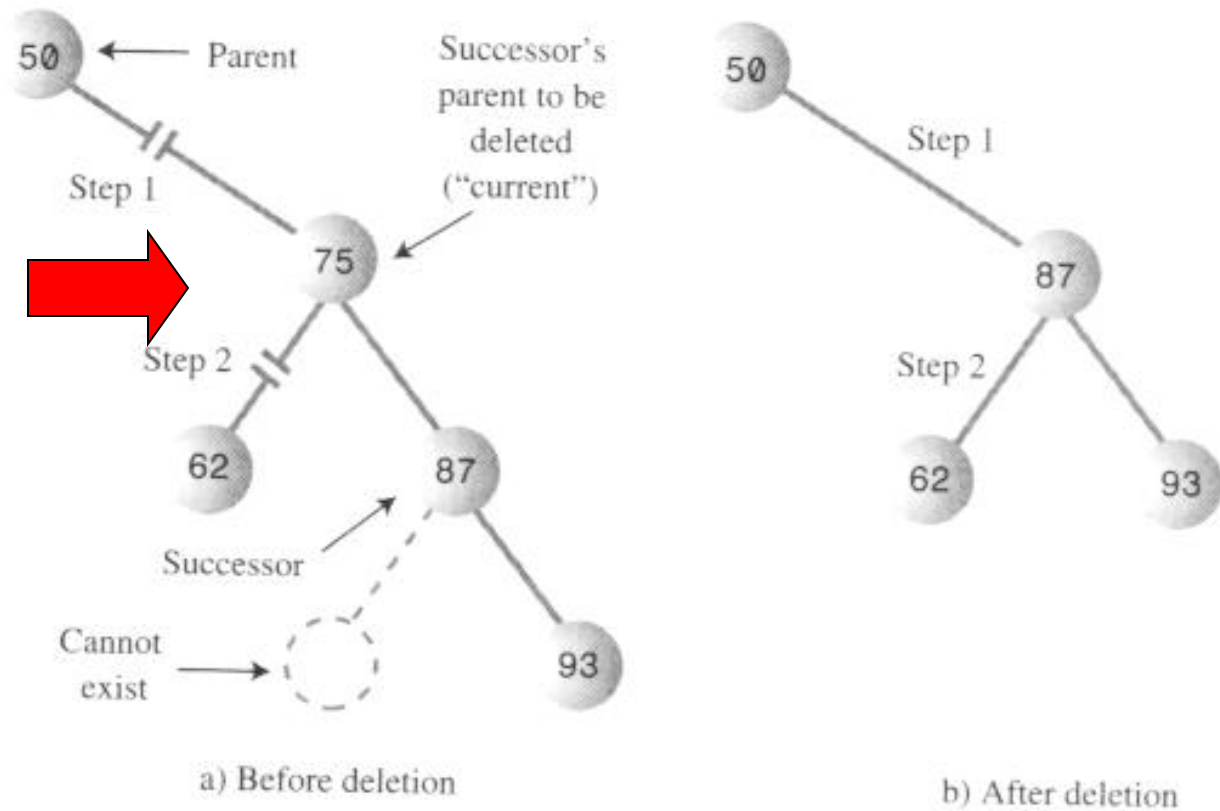 50
Parent
Successor's
parent to be
deleted
("current")
Step 1
75
Step 2
62
87
Successor
Cannot
exist
93
a) Before deletion
50
Step 1
87
Step 2
62
93
b) After deletion